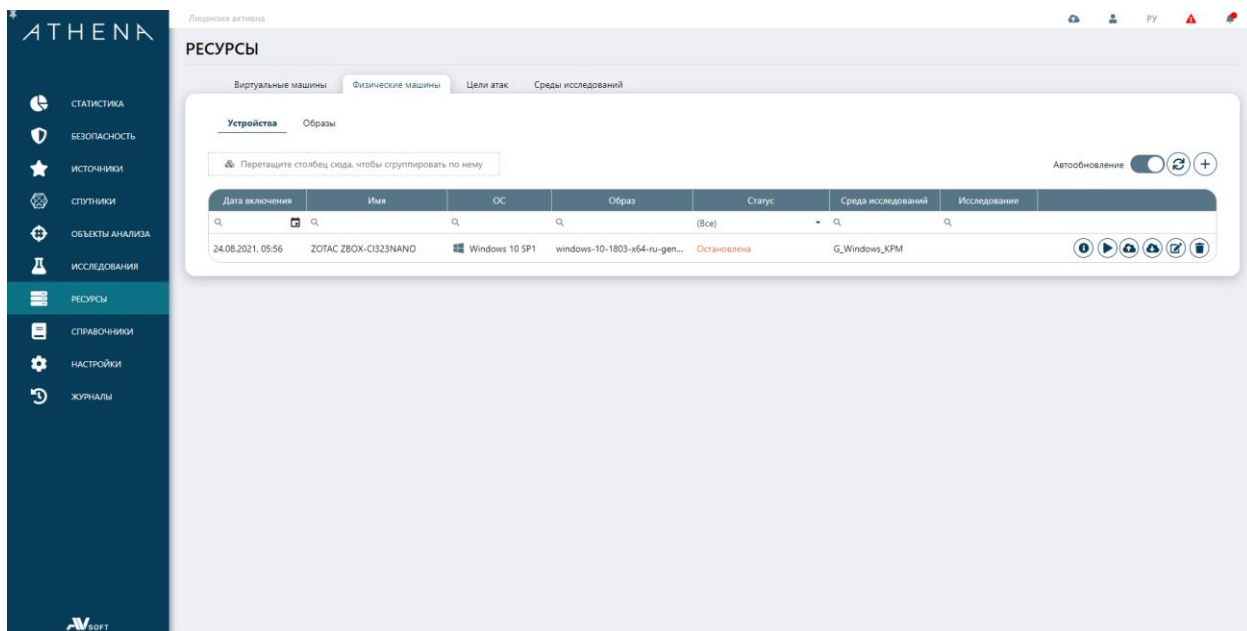 ATHENA
Лицензия активна
РУ
РЕСУРСЫ
Виртуальные машины Физические машины Цели атак Среды исследований
Устройства Образы
Перетащите столбец сюда, чтобы сгруппировать по нему
Автообновление
Дата включения Имя ОС Образ Статус Среда исследований Исследование
(Все)
24.08.2021, 05:56 ZOTAC ZBOX-CI323NANO Windows 10 SP1 windows-10-1803-x64-ru-gen... Остановлена G_Windows_KPM
СТАТИСТИКА
БЕЗОПАСНОСТЬ
ИСТОЧНИКИ
СПУТНИКИ
ОБЪЕКТЫ АНАЛИЗА
ИССЛЕДОВАНИЯ
РЕСУРСЫ
СПРАВОЧНИКИ
НАСТРОЙКИ
ЖУРНАЛЫ
AVSOFT